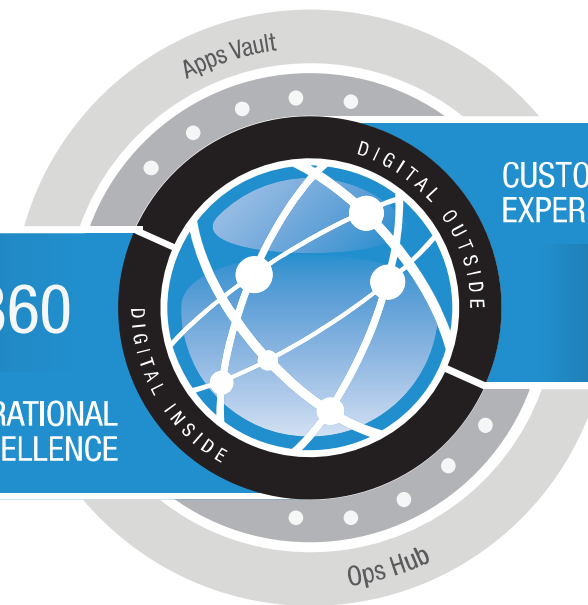 Apps Vault
DIGITAL OUTSIDE
CUSTO
EXPER
360
DIGITAL INSIDE
RATIONAL
ELLENCE
Ops Hub